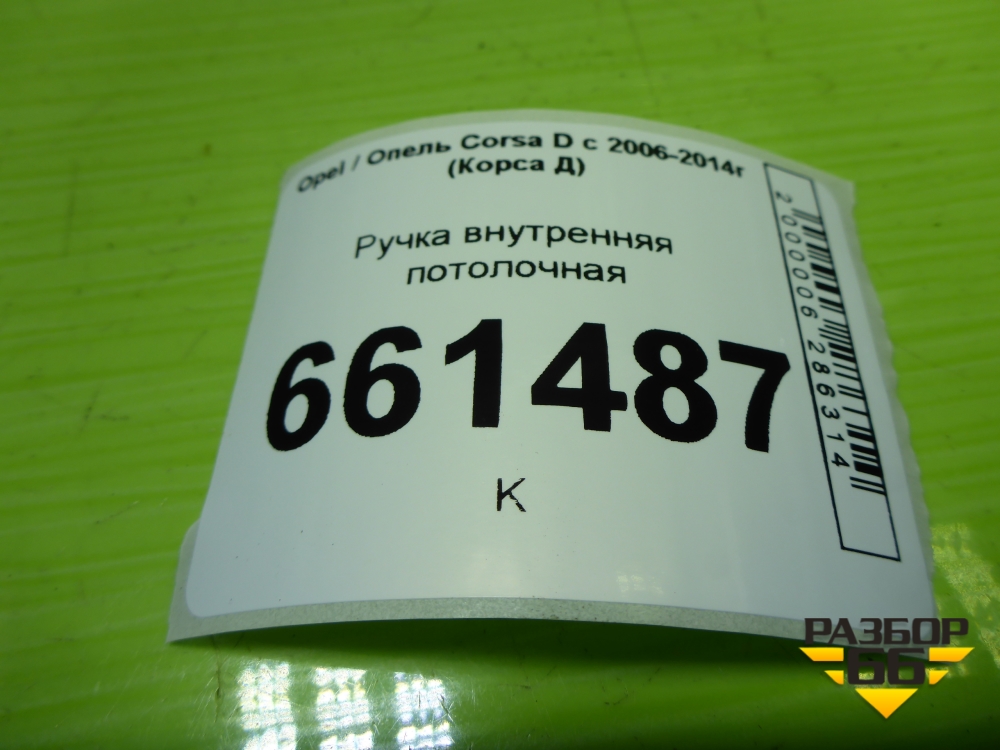 Opel / Опель Corsa D с 2006-2014г
(Корса Д)
Ручка внутренняя
потолочная
661487
К
2000006286314
РАЗБОР
66